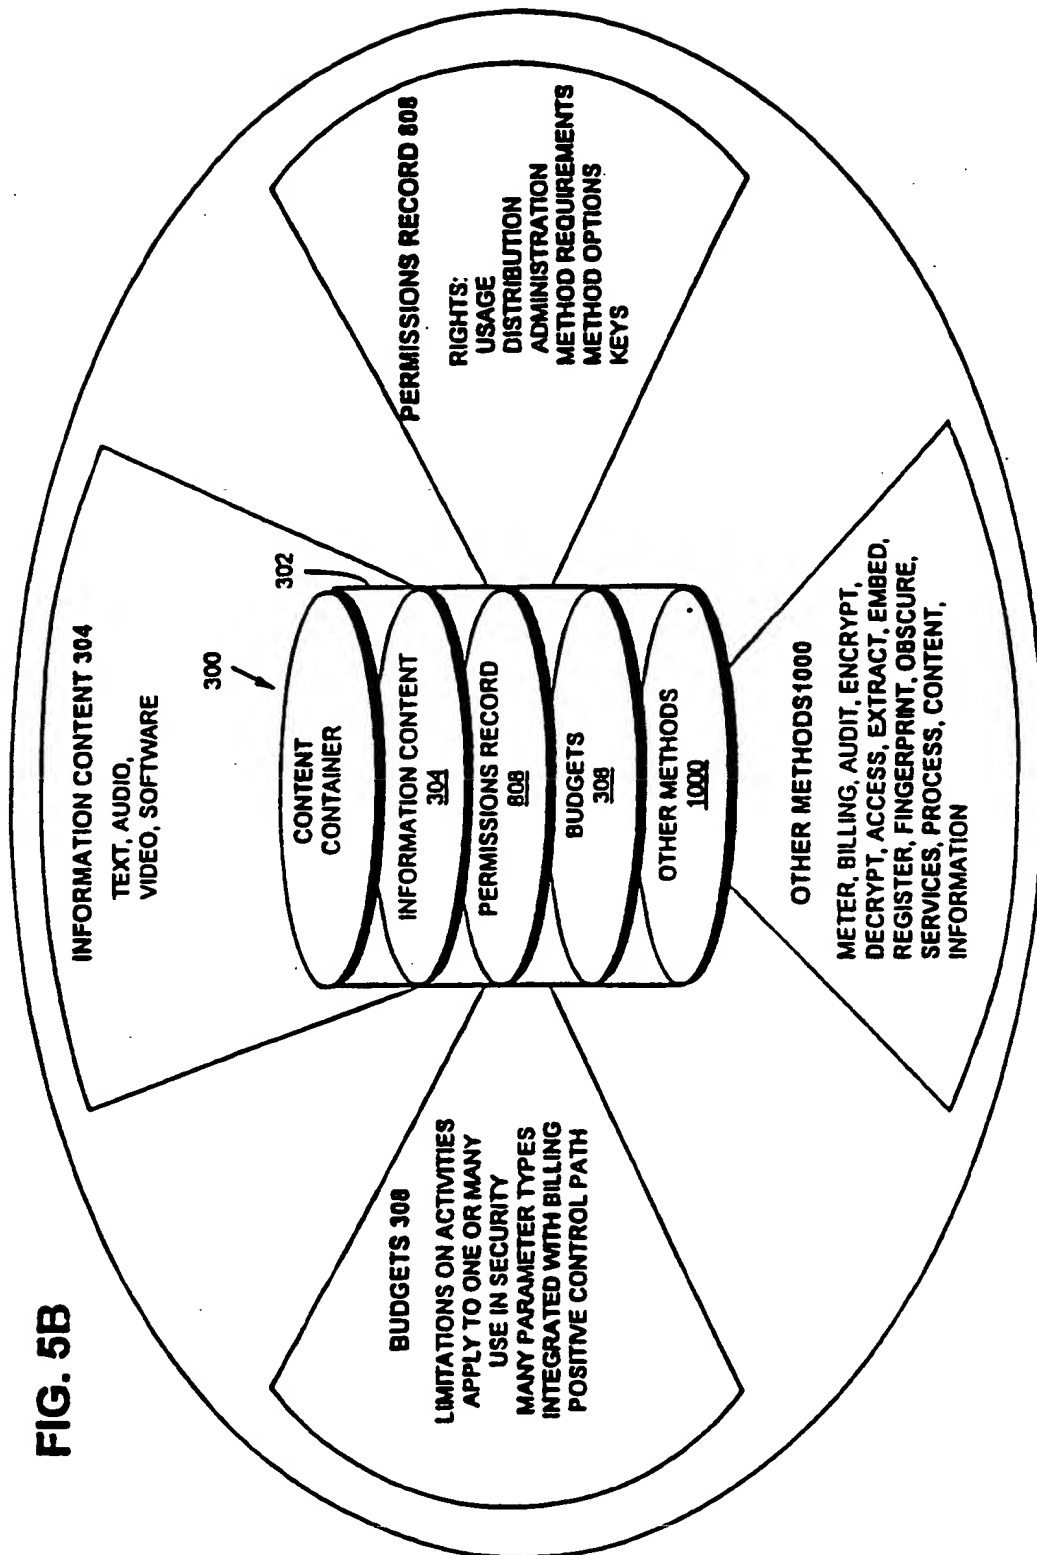 FIG. 5B
INFORMATION CONTENT 304
TEXT, AUDIO,
VIDEO, SOFTWARE
BUDGETS 308
LIMITATIONS ON ACTIVITIES
APPLY TO ONE OR MANY
USE IN SECURITY
MANY PARAMETER TYPES
INTEGRATED WITH BILLING
POSITIVE CONTROL PATH
300
302
CONTENT
CONTAINER
INFORMATION CONTENT
304
PERMISSIONS RECORD
808
BUDGETS
308
OTHER METHODS
1000
PERMISSIONS RECORD 808
RIGHTS:
USAGE
DISTRIBUTION
ADMINISTRATION
METHOD REQUIREMENTS
METHOD OPTIONS
KEYS
OTHER METHODS1000
METER, BILLING, AUDIT, ENCRYPT,
DECRYPT, ACCESS, EXTRACT, EMBED,
REGISTER, FINGERPRINT, OBSCURE,
SERVICES, PROCESS, CONTENT,
INFORMATION